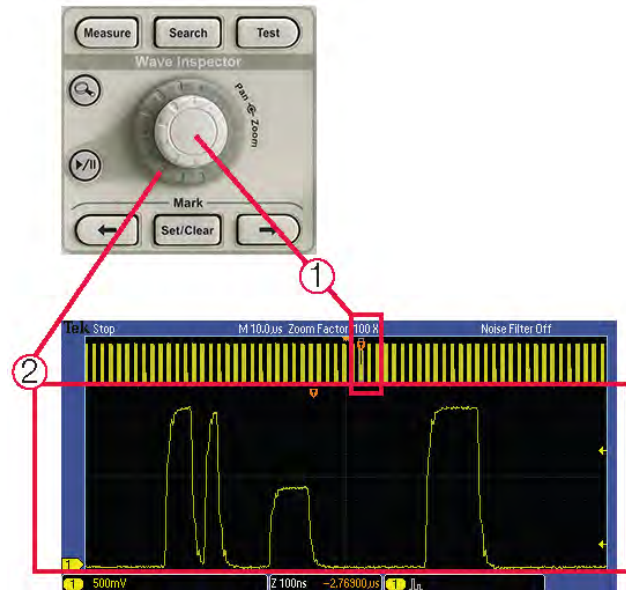 Measure Search Test
Wave Inspector
Pan Zoom
Mark
← Set/Clear →
1
2
Tek Stop M 10.0µs Zoom Factor: 100 X Noise Filter Off
1
1 500mV Z 100ns -2.76900µs 1